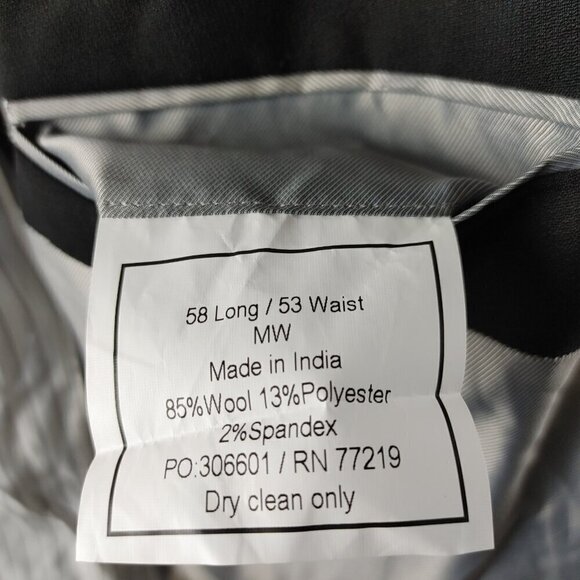 58 Long / 53 Waist
MW
Made in India
85%Wool 13%Polyester
2%Spandex
PO:306601 / RN 77219
Dry clean only